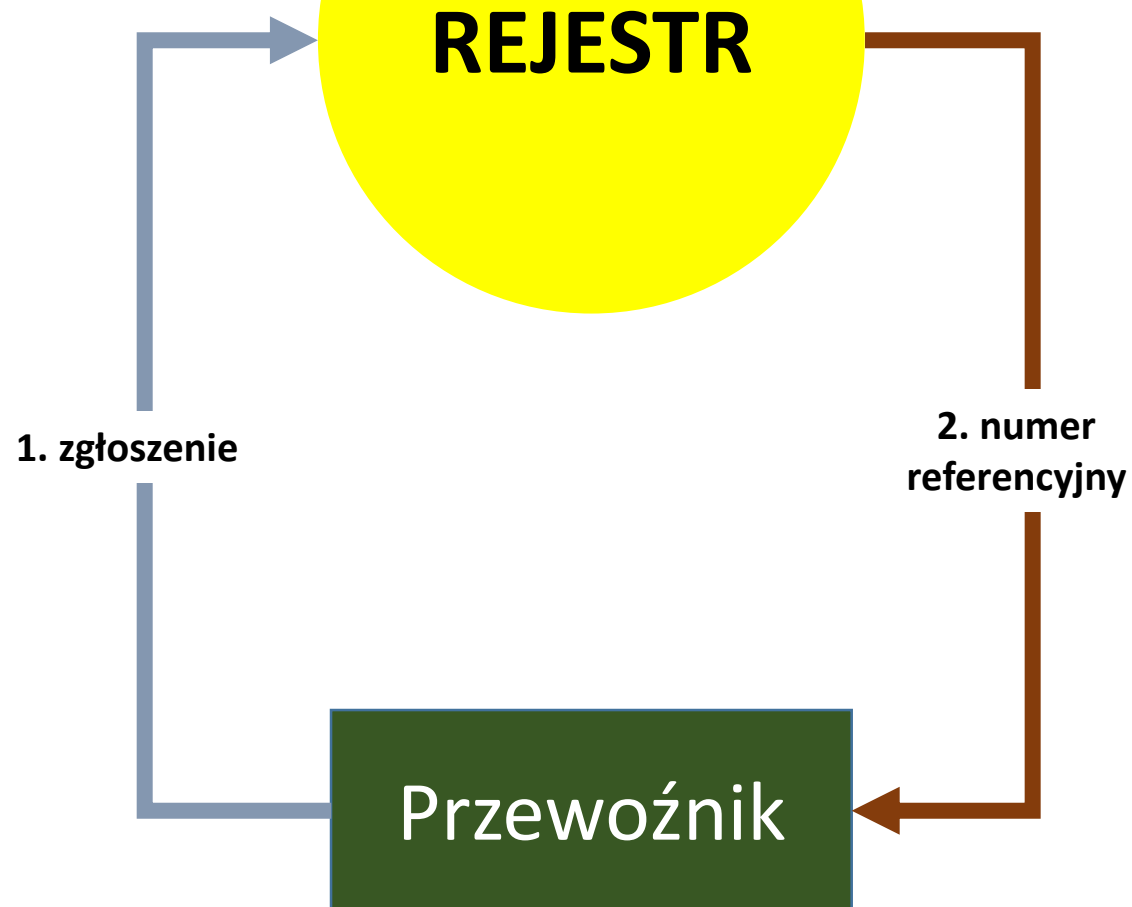 REJESTR
1. zgłoszenie
2. numer
referencyjny
Przewoźnik